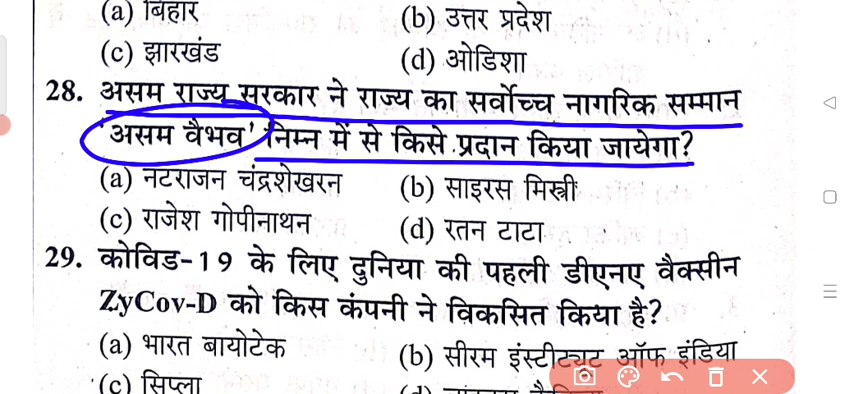 (a) बिहार (b) उत्तर प्रदेश
(c) झारखंड (d) ओडिशा
28. असम राज्य सरकार ने राज्य का सर्वोच्च नागरिक सम्मान
'असम वैभव' निम्न में से किसे प्रदान किया जायेगा?
(a) नटराजन चंद्रशेखरन (b) साइरस मिस्त्री
(c) राजेश गोपीनाथन (d) रतन टाटा
29. कोविड-19 के लिए दुनिया की पहली डीएनए वैक्सीन
ZyCov-D को किस कंपनी ने विकसित किया है?
(a) भारत बायोटेक (b) सीरम इंस्टीट्यूट ऑफ इंडिया
(c) सिप्ला